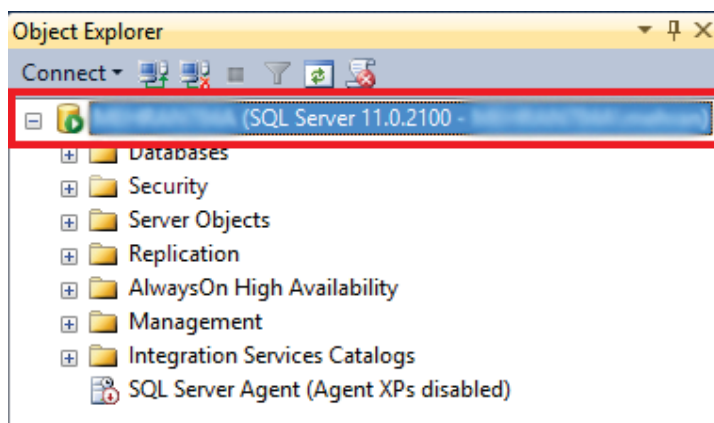 Object Explorer
Connect
(SQL Server 11.0.2100 -
Databases
Security
Server Objects
Replication
AlwaysOn High Availability
Management
Integration Services Catalogs
SQL Server Agent (Agent XPs disabled)